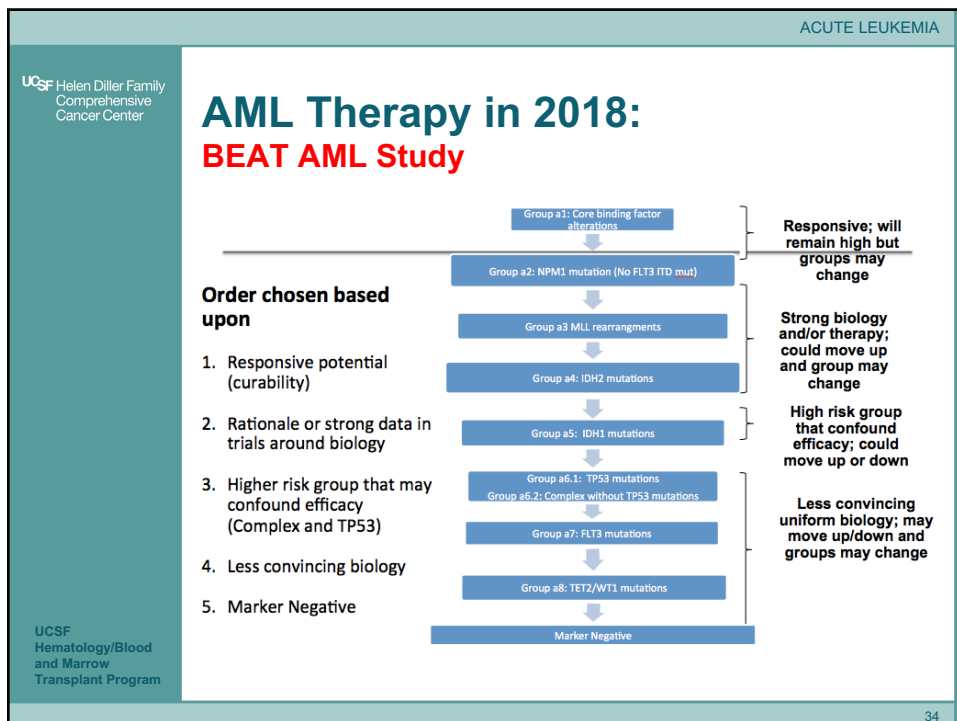 ACUTE LEUKEMIA
UCSF Helen Diller Family
Comprehensive
Cancer Center
AML Therapy in 2018:
BEAT AML Study
Order chosen based
upon
1. Responsive potential
(curability)
2. Rationale or strong data in
trials around biology
3. Higher risk group that may
confound efficacy
(Complex and TP53)
4. Less convincing biology
5. Marker Negative
Group a1: Core binding factor
alterations
Group a2: NPM1 mutation (No FLT3 ITD mut)
Group a3 MLL rearrangments
Group a4: IDH2 mutations
Group a5: IDH1 mutations
Group a6.1: TP53 mutations
Group a6.2: Complex without TP53 mutations
Group a7: FLT3 mutations
Group a8: TET2/WT1 mutations
Marker Negative
Responsive; will
remain high but
groups may
change
Strong biology
and/or therapy;
could move up
and group may
change
High risk group
that confound
efficacy; could
move up or down
Less convincing
uniform biology; may
move up/down and
groups may change
UCSF
Hematology/Blood
and Marrow
Transplant Program
34